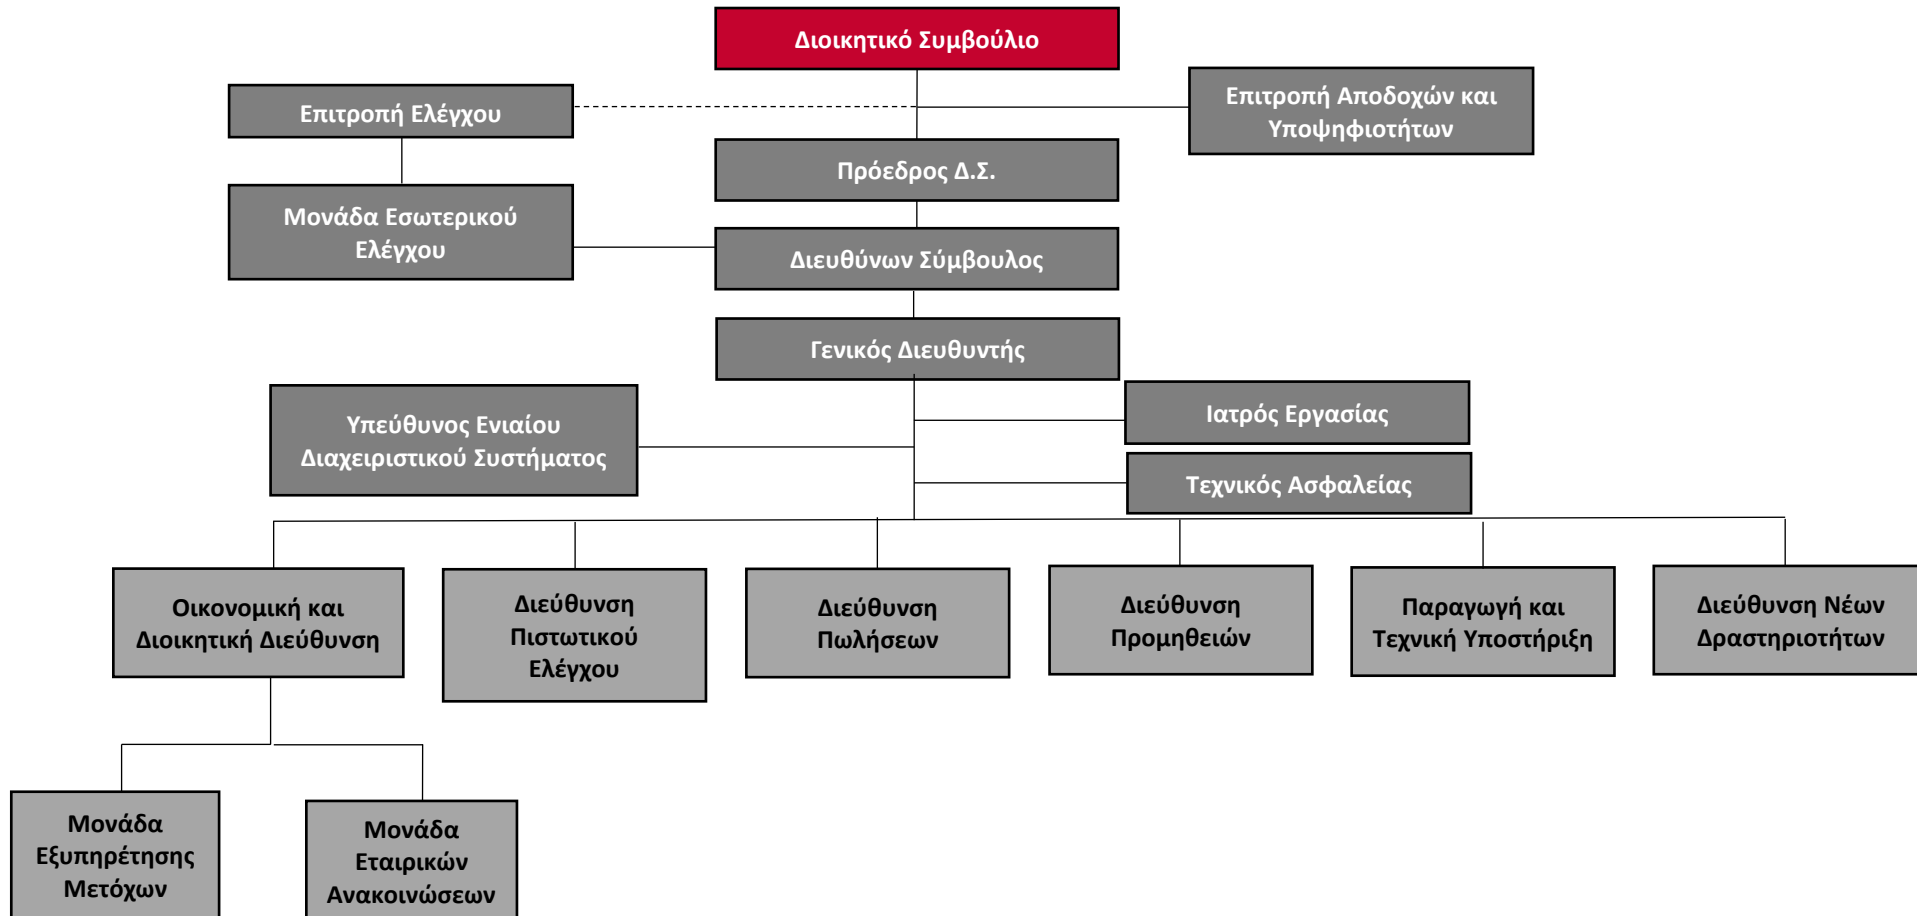 Διοικητικό Συμβούλιο
Επιτροπή Ελέγχου
Επιτροπή Αποδοχών και
Υποψηφιοτήτων
Πρόεδρος Δ.Σ.
Μονάδα Εσωτερικού
Ελέγχου
Διευθύνων Σύμβουλος
Γενικός Διευθυντής
Υπεύθυνος Ενιαίου
Διαχειριστικού Συστήματος
Ιατρός Εργασίας
Τεχνικός Ασφαλείας
Οικονομική και
Διοικητική Διεύθυνση
Διεύθυνση
Πιστωτικού
Ελέγχου
Διεύθυνση
Πωλήσεων
Διεύθυνση
Προμηθειών
Παραγωγή και
Τεχνική Υποστήριξη
Διεύθυνση Νέων
Δραστηριοτήτων
Μονάδα
Εξυπηρέτησης
Μετόχων
Μονάδα
Εταιρικών
Ανακοινώσεων